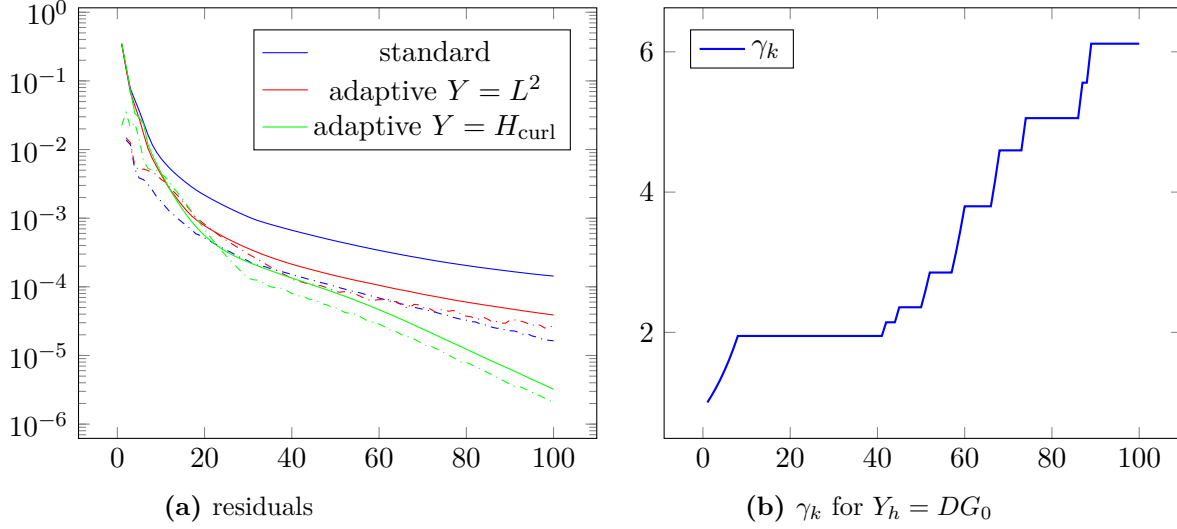 10^0
10^{-1}
10^{-2}
10^{-3}
10^{-4}
10^{-5}
10^{-6}
standard
adaptive Y = L^2
adaptive Y = H_{curl}
0 20 40 60 80 100
(a) residuals
6
4
2
γ_k
0 20 40 60 80 100
(b) γ_k for Y_h = DG_0